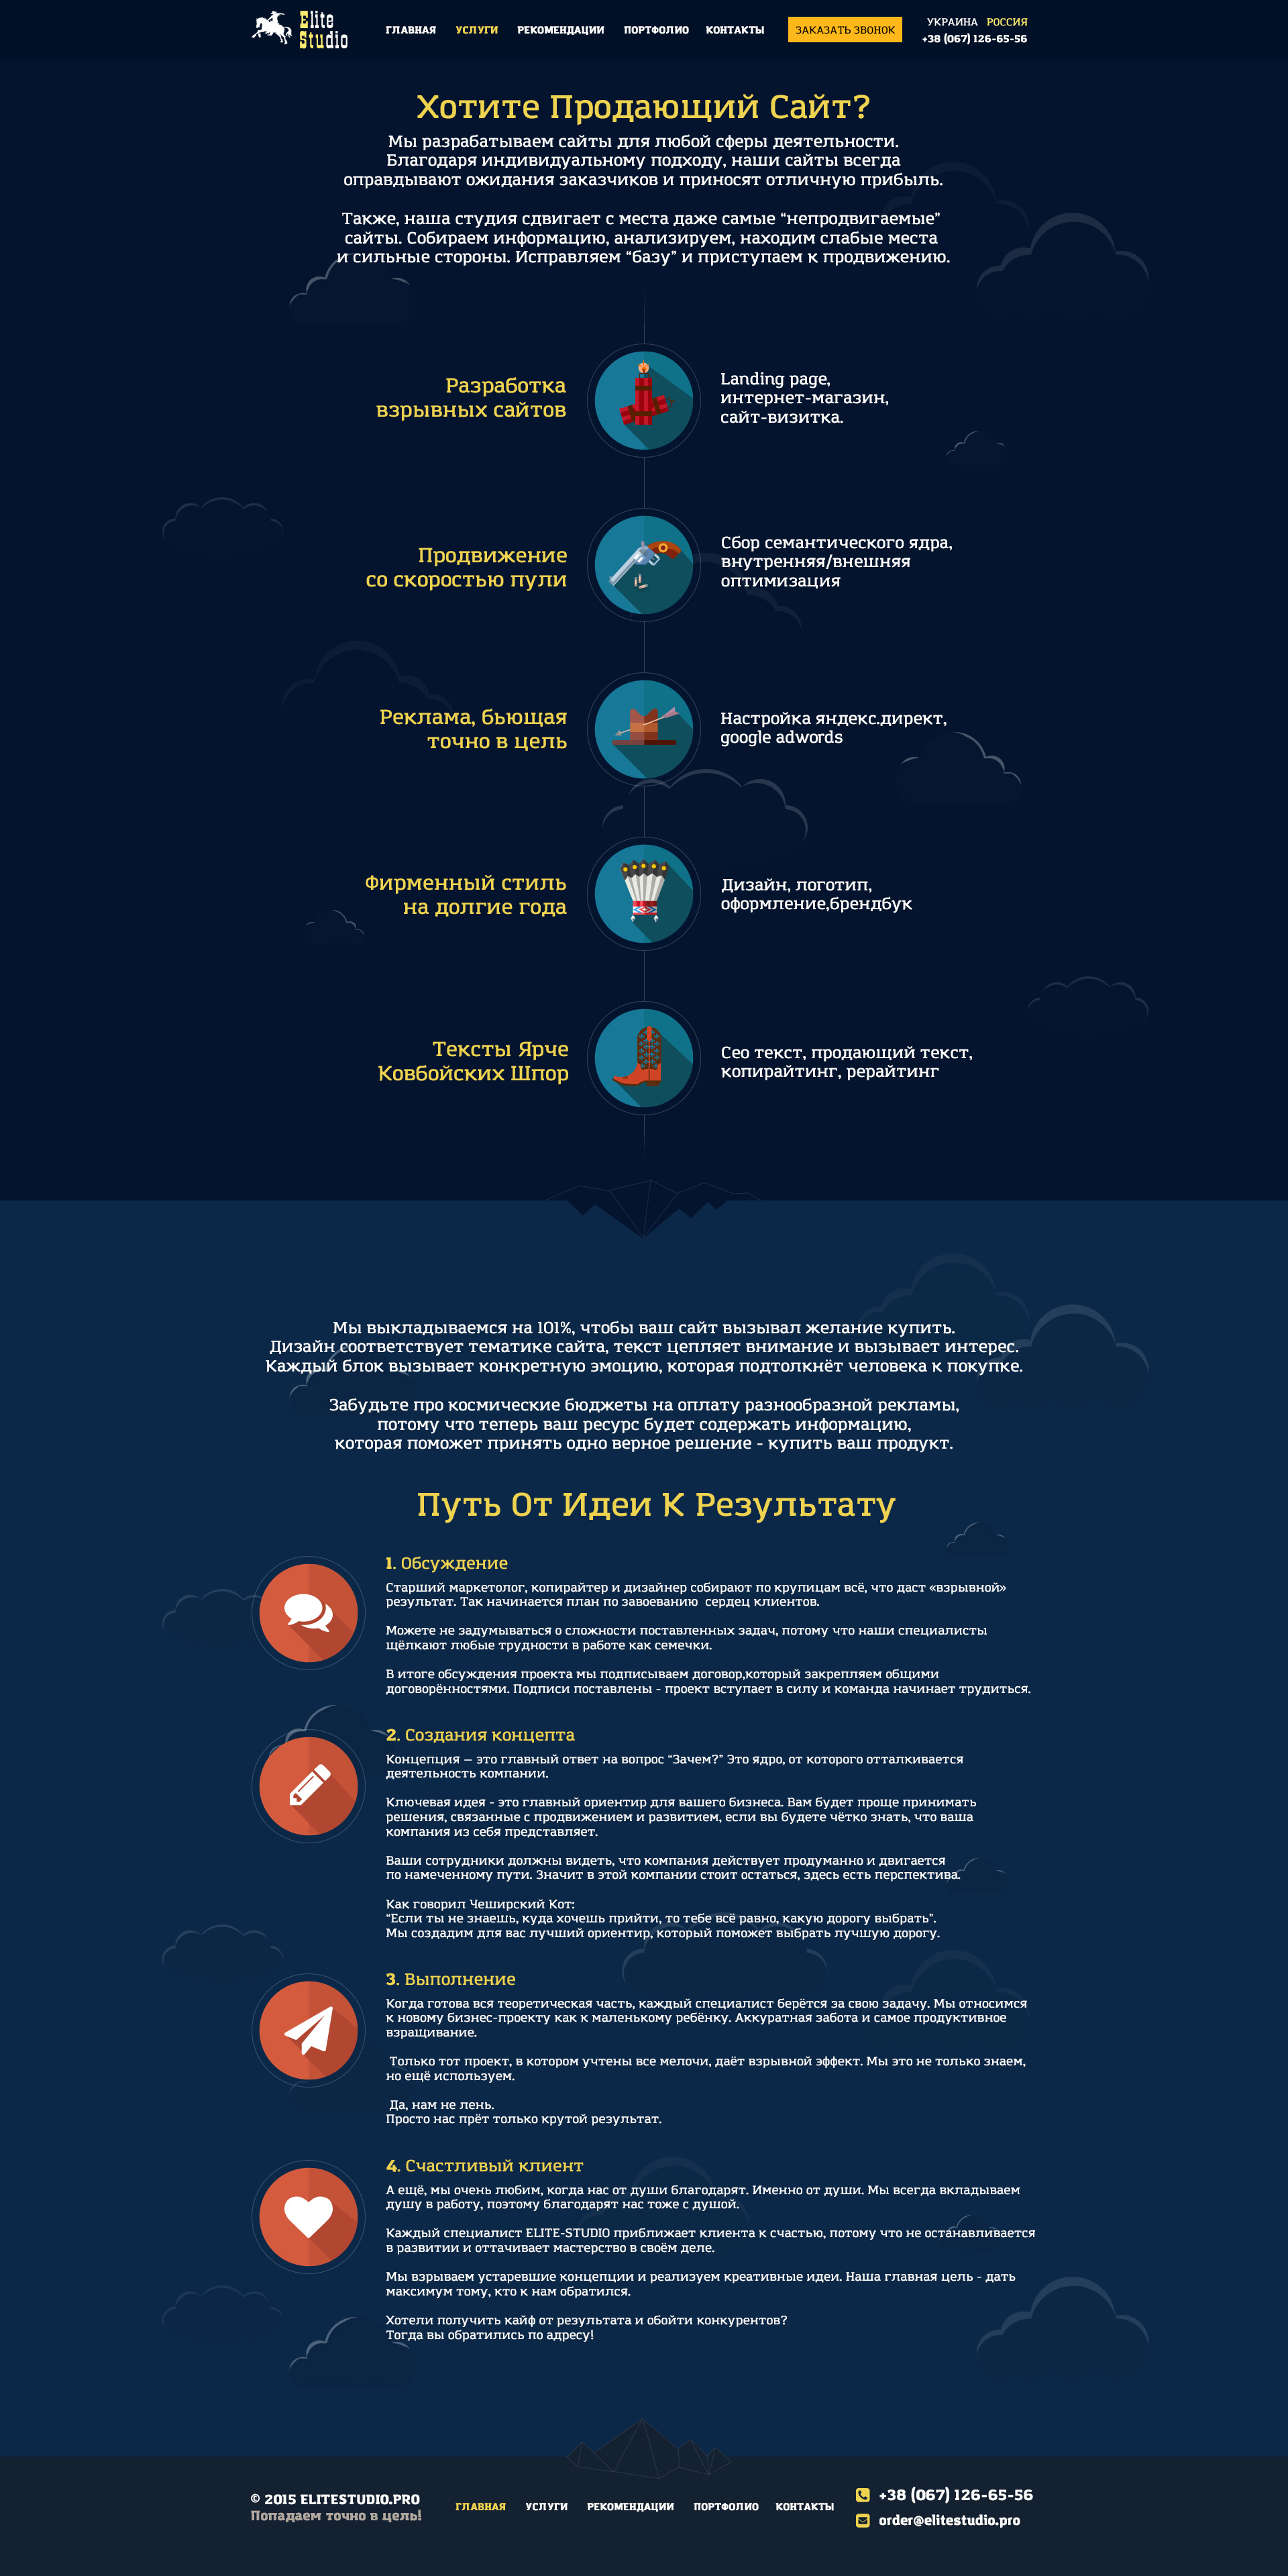 Elite
Studio
ГЛАВНАЯ УСЛУГИ РЕКОМЕНДАЦИИ ПОРТФОЛИО КОНТАКТЫ
ЗАКАЗАТЬ ЗВОНОК
УКРАИНА РОССИЯ
+38 (067) 126-65-56
Хотите Продающий Сайт?
Мы разрабатываем сайты для любой сферы деятельности.
Благодаря индивидуальному подходу, наши сайты всегда
оправдывают ожидания заказчиков и приносят отличную прибыль.
Также, наша студия сдвигает с места даже самые “непродвигаемые”
сайты. Собираем информацию, анализируем, находим слабые места
и сильные стороны. Исправляем “базу” и приступаем к продвижению.
Разработка
взрывных сайтов
Landing page,
интернет-магазин,
сайт-визитка.
Продвижение
со скоростью пули
Сбор семантического ядра,
внутренняя/внешняя
оптимизация
Реклама, бьющая
точно в цель
Настройка яндекс.директ,
google adwords
Фирменный стиль
на долгие года
Дизайн, логотип,
оформление,брендбук
Тексты Ярче
Ковбойских Шпор
Сео текст, продающий текст,
копирайтинг, рерайтинг
Мы выкладываемся на 101%, чтобы ваш сайт вызывал желание купить.
Дизайн соответствует тематике сайта, текст цепляет внимание и вызывает интерес.
Каждый блок вызывает конкретную эмоцию, которая подтолкнёт человека к покупке.
Забудьте про космические бюджеты на оплату разнообразной рекламы,
потому что теперь ваш ресурс будет содержать информацию,
которая поможет принять одно верное решение - купить ваш продукт.
Путь От Идеи К Результату
1. Обсуждение
Старший маркетолог, копирайтер и дизайнер собирают по крупицам всё, что даст «взрывной»
результат. Так начинается план по завоеванию  сердец клиентов.
Можете не задумываться о сложности поставленных задач, потому что наши специалисты
щёлкают любые трудности в работе как семечки.
В итоге обсуждения проекта мы подписываем договор,который закрепляем общими
договорённостями. Подписи поставлены - проект вступает в силу и команда начинает трудиться.
2. Создания концепта
Концепция – это главный ответ на вопрос “Зачем?” Это ядро, от которого отталкивается
деятельность компании.
Ключевая идея - это главный ориентир для вашего бизнеса. Вам будет проще принимать
решения, связанные с продвижением и развитием, если вы будете чётко знать, что ваша
компания из себя представляет.
Ваши сотрудники должны видеть, что компания действует продуманно и двигается
по намеченному пути. Значит в этой компании стоит остаться, здесь есть перспектива.
Как говорил Чеширский Кот:
“Если ты не знаешь, куда хочешь прийти, то тебе всё равно, какую дорогу выбрать”.
Мы создадим для вас лучший ориентир, который поможет выбрать лучшую дорогу.
3. Выполнение
Когда готова вся теоретическая часть, каждый специалист берётся за свою задачу. Мы относимся
к новому бизнес-проекту как к маленькому ребёнку. Аккуратная забота и самое продуктивное
взращивание.
Только тот проект, в котором учтены все мелочи, даёт взрывной эффект. Мы это не только знаем,
но ещё используем.
Да, нам не лень.
Просто нас прёт только крутой результат.
4. Счастливый клиент
А ещё, мы очень любим, когда нас от души благодарят. Именно от души. Мы всегда вкладываем
душу в работу, поэтому благодарят нас тоже с душой.
Каждый специалист ELITE-STUDIO приближает клиента к счастью, потому что не останавливается
в развитии и оттачивает мастерство в своём деле.
Мы взрываем устаревшие концепции и реализуем креативные идеи. Наша главная цель - дать
максимум тому, кто к нам обратился.
Хотели получить кайф от результата и обойти конкурентов?
Тогда вы обратились по адресу!
© 2015 ELITESTUDIO.PRO
Попадаем точно в цель!
ГЛАВНАЯ УСЛУГИ РЕКОМЕНДАЦИИ ПОРТФОЛИО КОНТАКТЫ
+38 (067) 126-65-56
order@elitestudio.pro